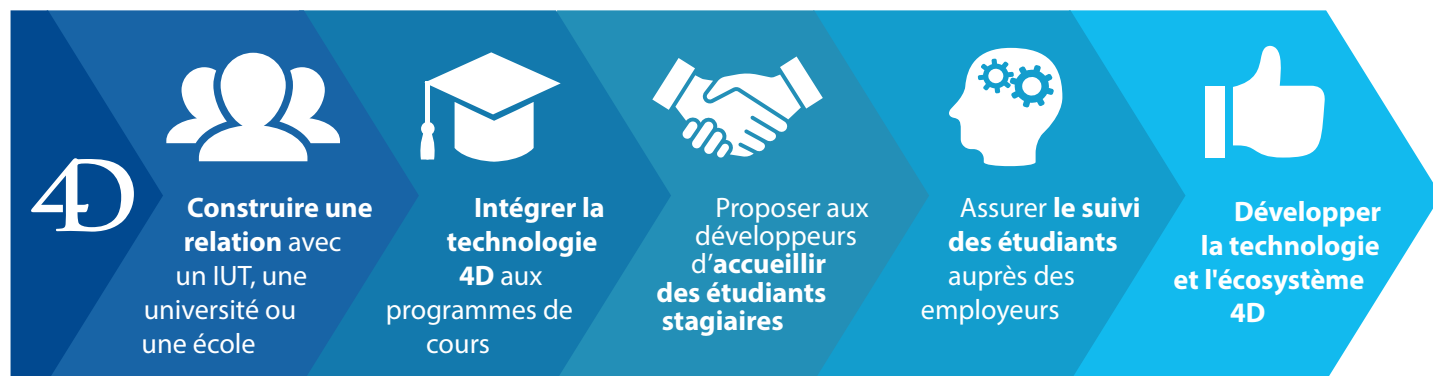 4D
Construire une
relation avec
un IUT, une
université ou
une école
Intégrer la
technologie
4D aux
programmes de
cours
Proposer aux
développeurs
d'accueillir
des étudiants
stagiaires
Assurer le suivi
des étudiants
auprès des
employeurs
Développer
la technologie
et l'écosystème
4D